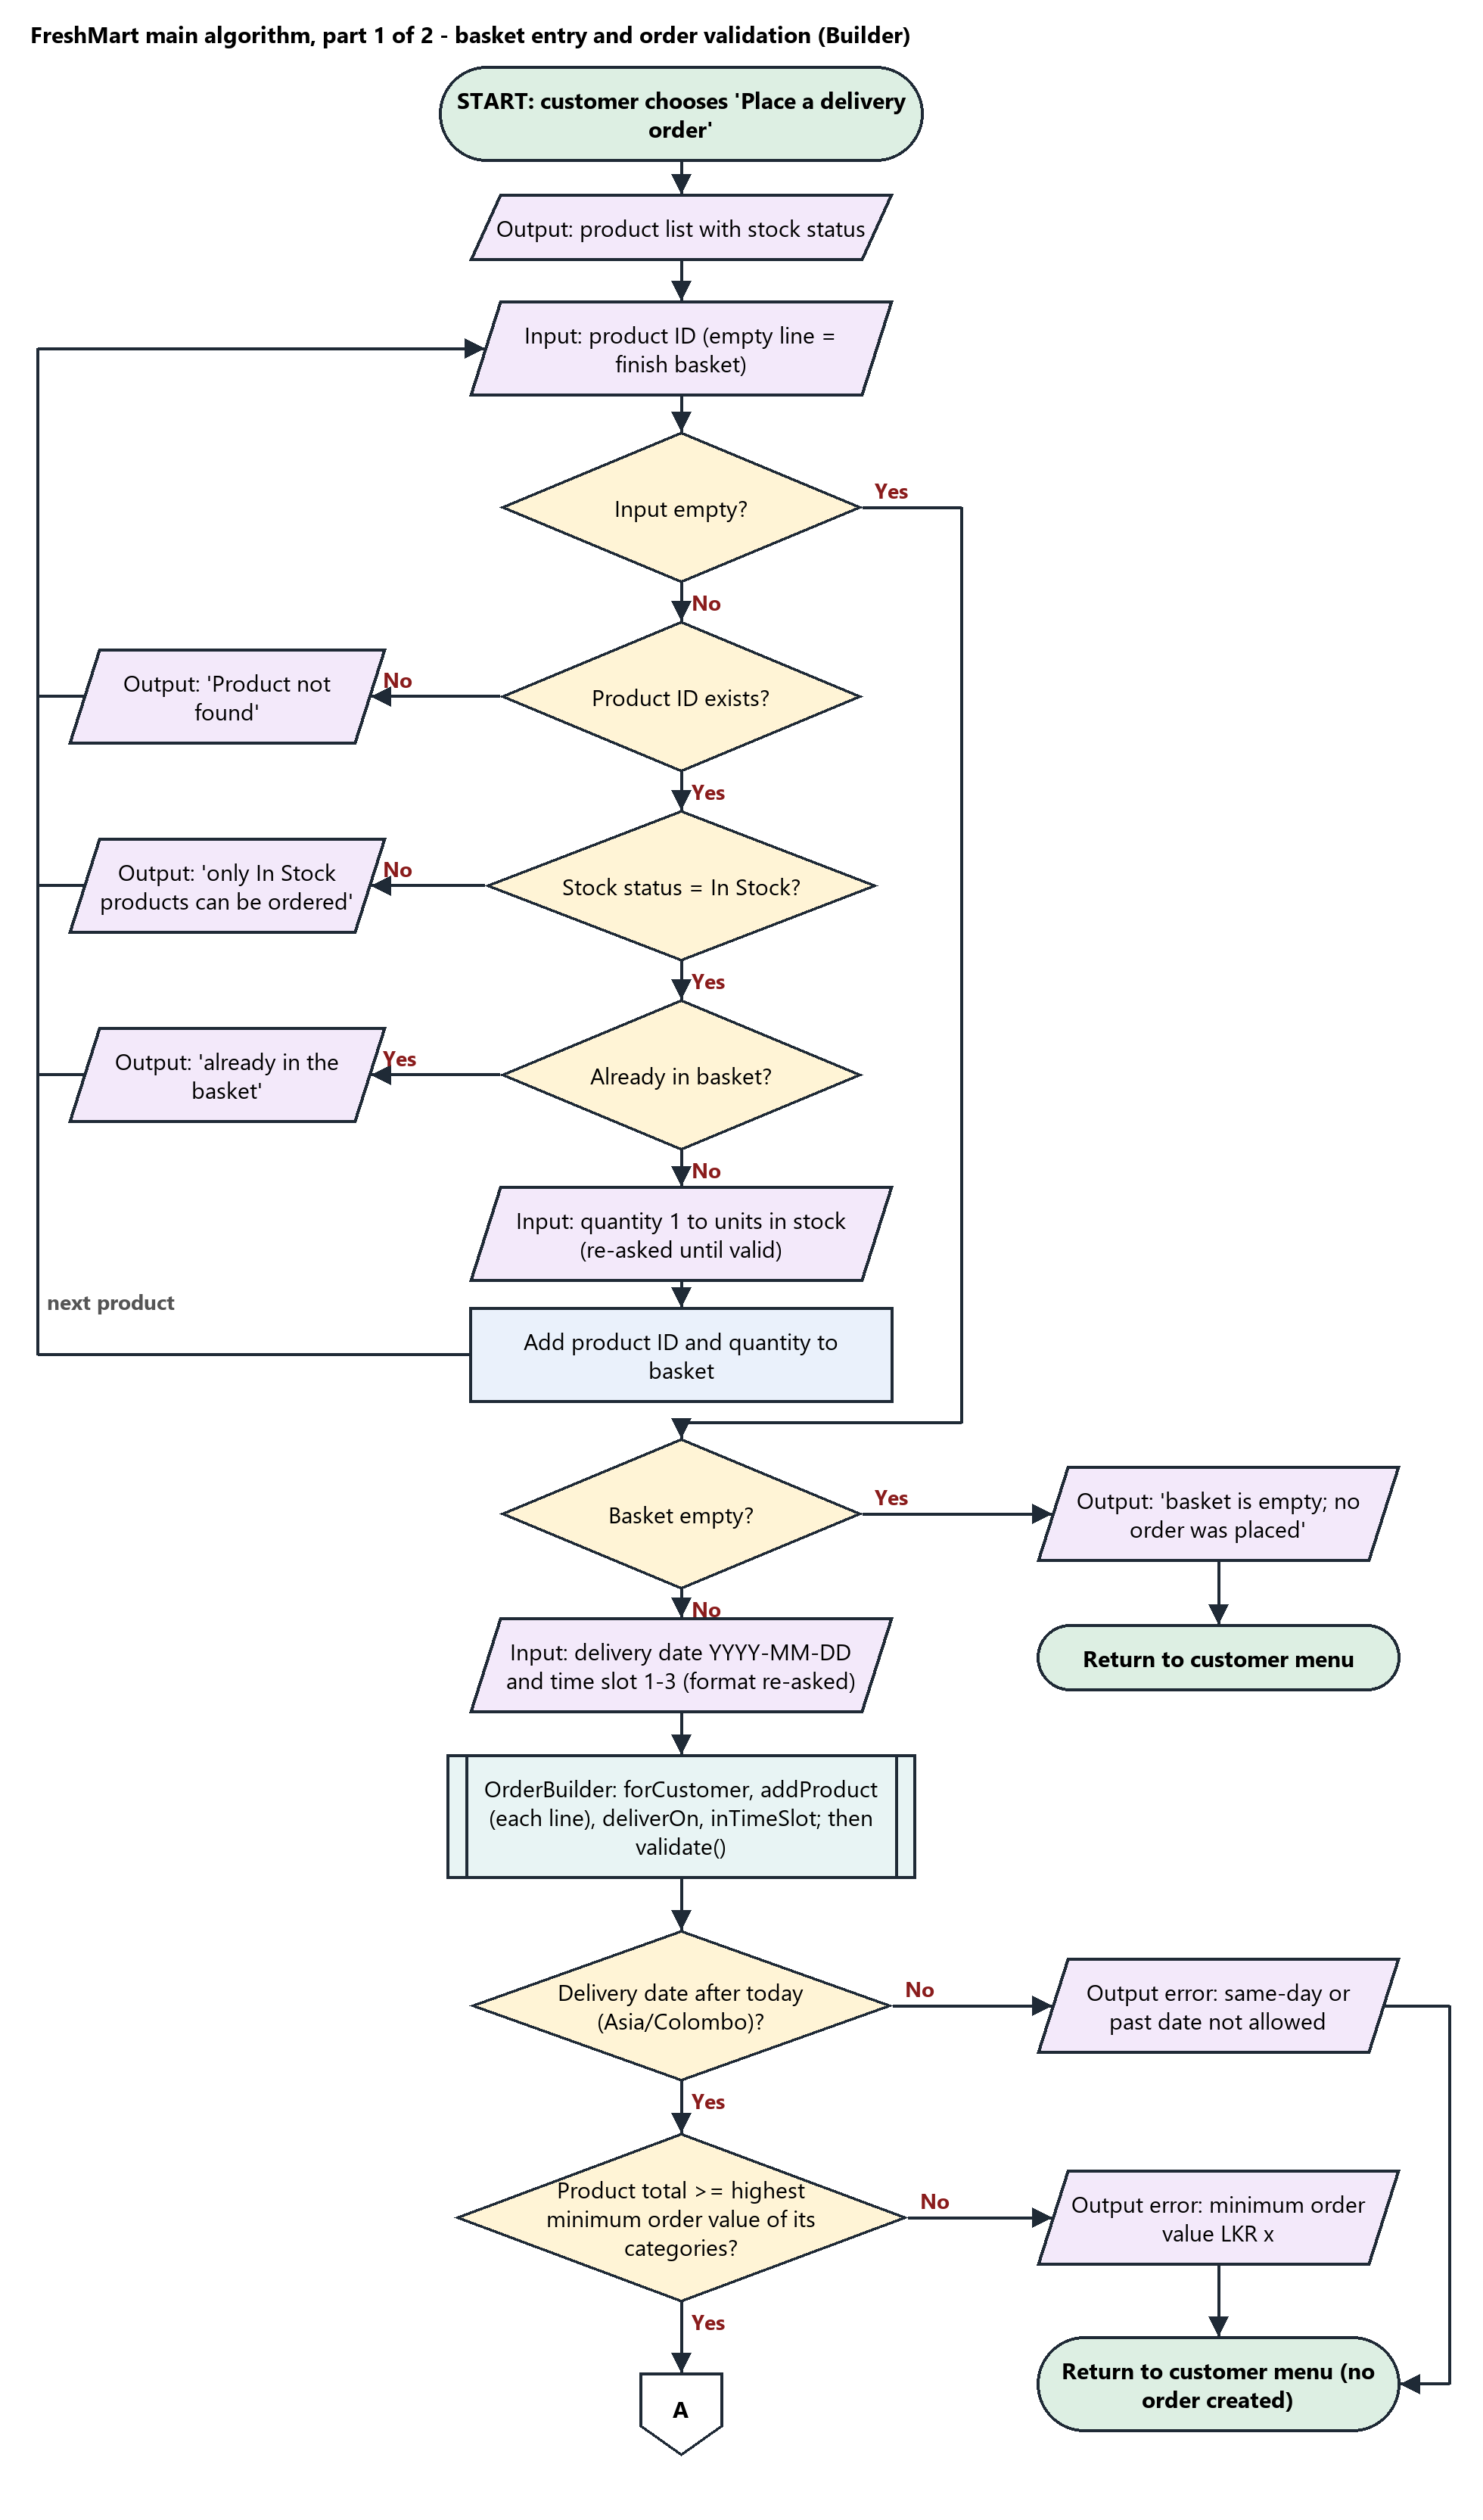 FreshMart main algorithm, part 1 of 2 - basket entry and order validation (Builder)
START: customer chooses 'Place a delivery
order'
Output: product list with stock status
Input: product ID (empty line =
finish basket)
Input empty?
Yes
No
Product ID exists?
No
Output: 'Product not
found'
Yes
Stock status = In Stock?
No
Output: 'only In Stock
products can be ordered'
Yes
Already in basket?
Yes
Output: 'already in the
basket'
No
Input: quantity 1 to units in stock
(re-asked until valid)
next product
Add product ID and quantity to
basket
Basket empty?
Yes
Output: 'basket is empty; no
order was placed'
No
Return to customer menu
Input: delivery date YYYY-MM-DD
and time slot 1-3 (format re-asked)
OrderBuilder: forCustomer, addProduct
(each line), deliverOn, inTimeSlot; then
validate()
Delivery date after today
(Asia/Colombo)?
No
Output error: same-day or
past date not allowed
Yes
Product total >= highest
minimum order value of its
categories?
No
Output error: minimum order
value LKR x
Yes
Return to customer menu (no
order created)
A